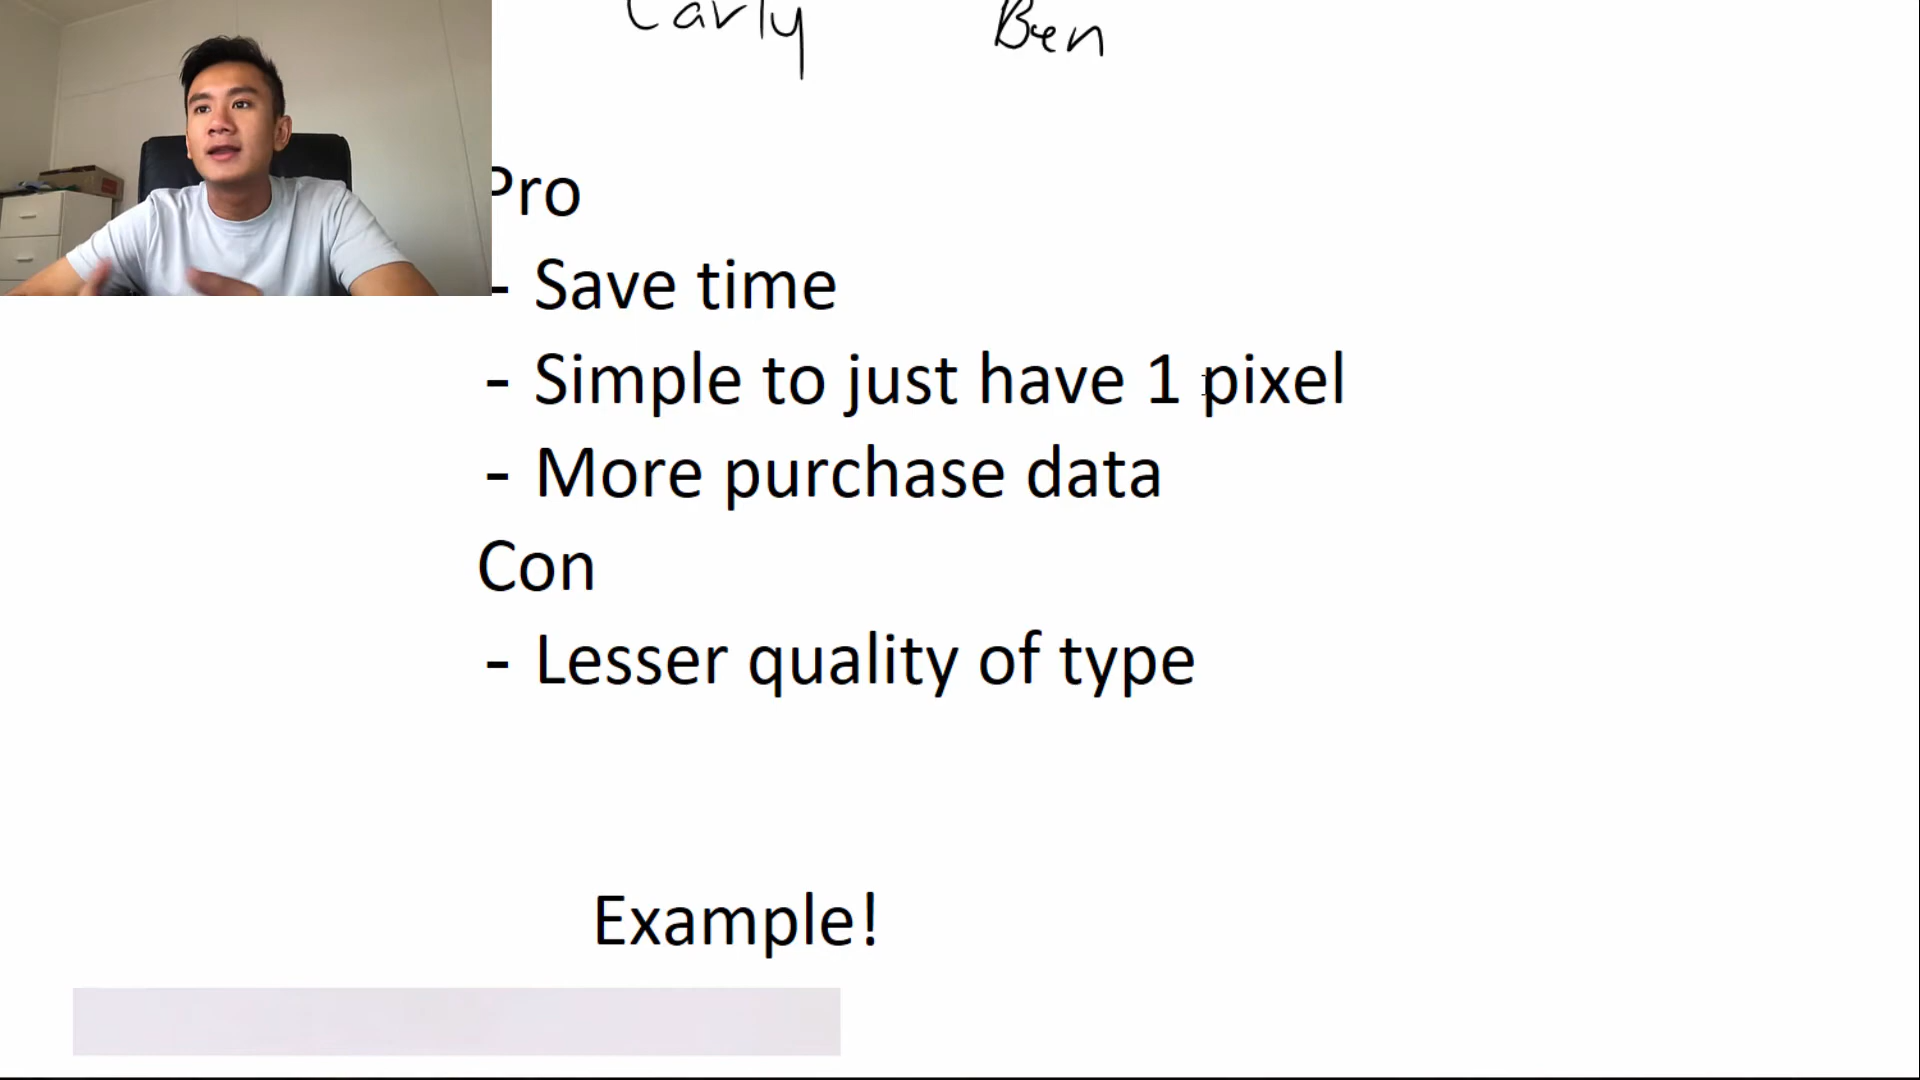 Carly Ben
Pro
- Save time
- Simple to just have 1 pixel
- More purchase data
Con
- Lesser quality of type
Example!